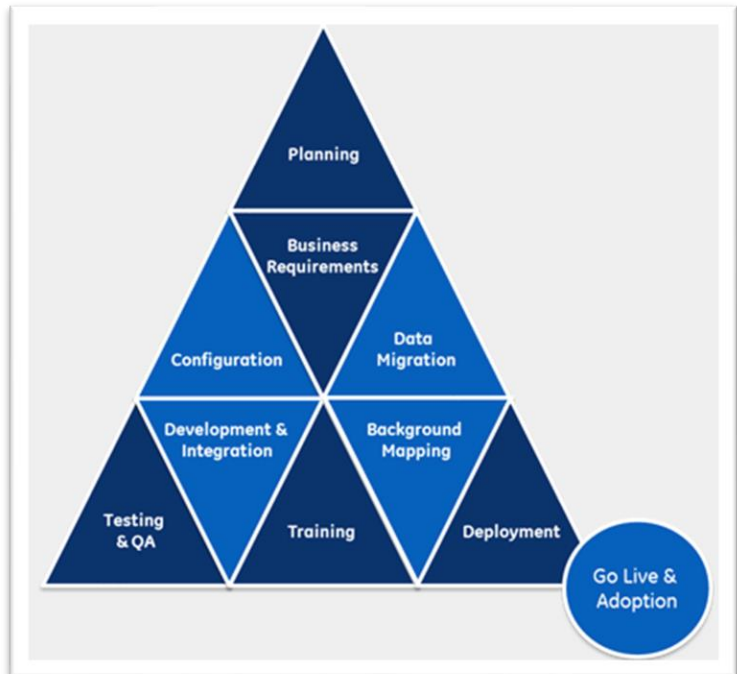 Planning
Business
Requirements
Configuration
Data
Migration
Development &
Integration
Background
Mapping
Testing
& QA
Training
Deployment
Go Live &
Adoption